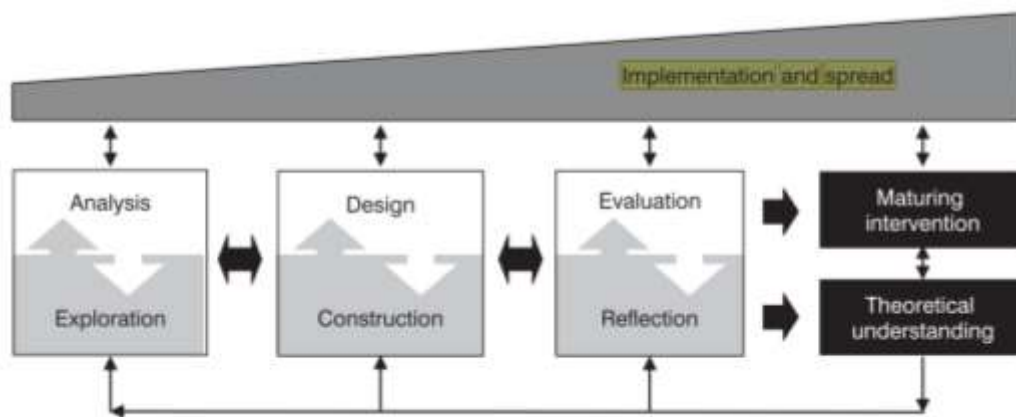 Implementation and spread
Analysis
Exploration
Design
Construction
Evaluation
Reflection
Maturing
intervention
Theoretical
understanding